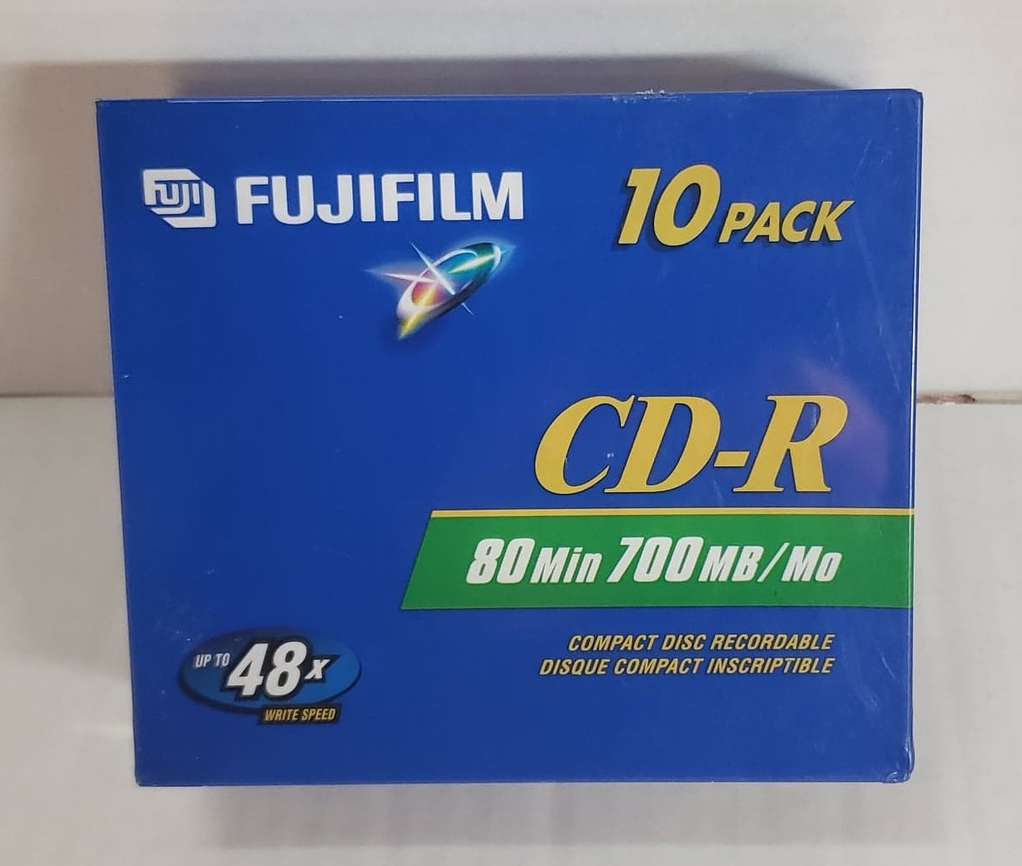 FUJI FUJIFILM
10 PACK
CD-R
80 Min 700 MB/Mo
COMPACT DISC RECORDABLE
DISQUE COMPACT INSCRIPTIBLE
UP TO 48x
WRITE SPEED